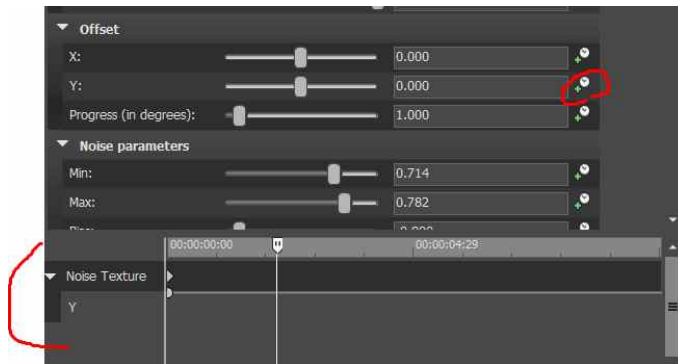 Offset
X: 0.000
Y: 0.000
Progress (in degrees): 1.000
Noise parameters
Min: 0.714
Max: 0.782
00:00:00:00 00:00:04:29
Noise Texture
Y